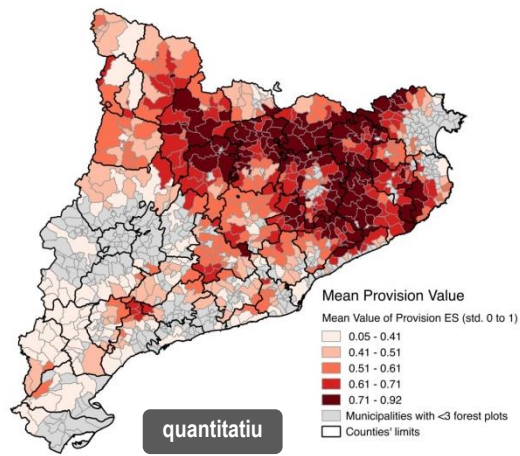 Mean Provision Value
Mean Value of Provision ES (std. 0 to 1)
0.05 - 0.41
0.41 - 0.51
0.51 - 0.61
0.61 - 0.71
0.71 - 0.92
Municipalities with <3 forest plots
Counties' limits
quantitatiu